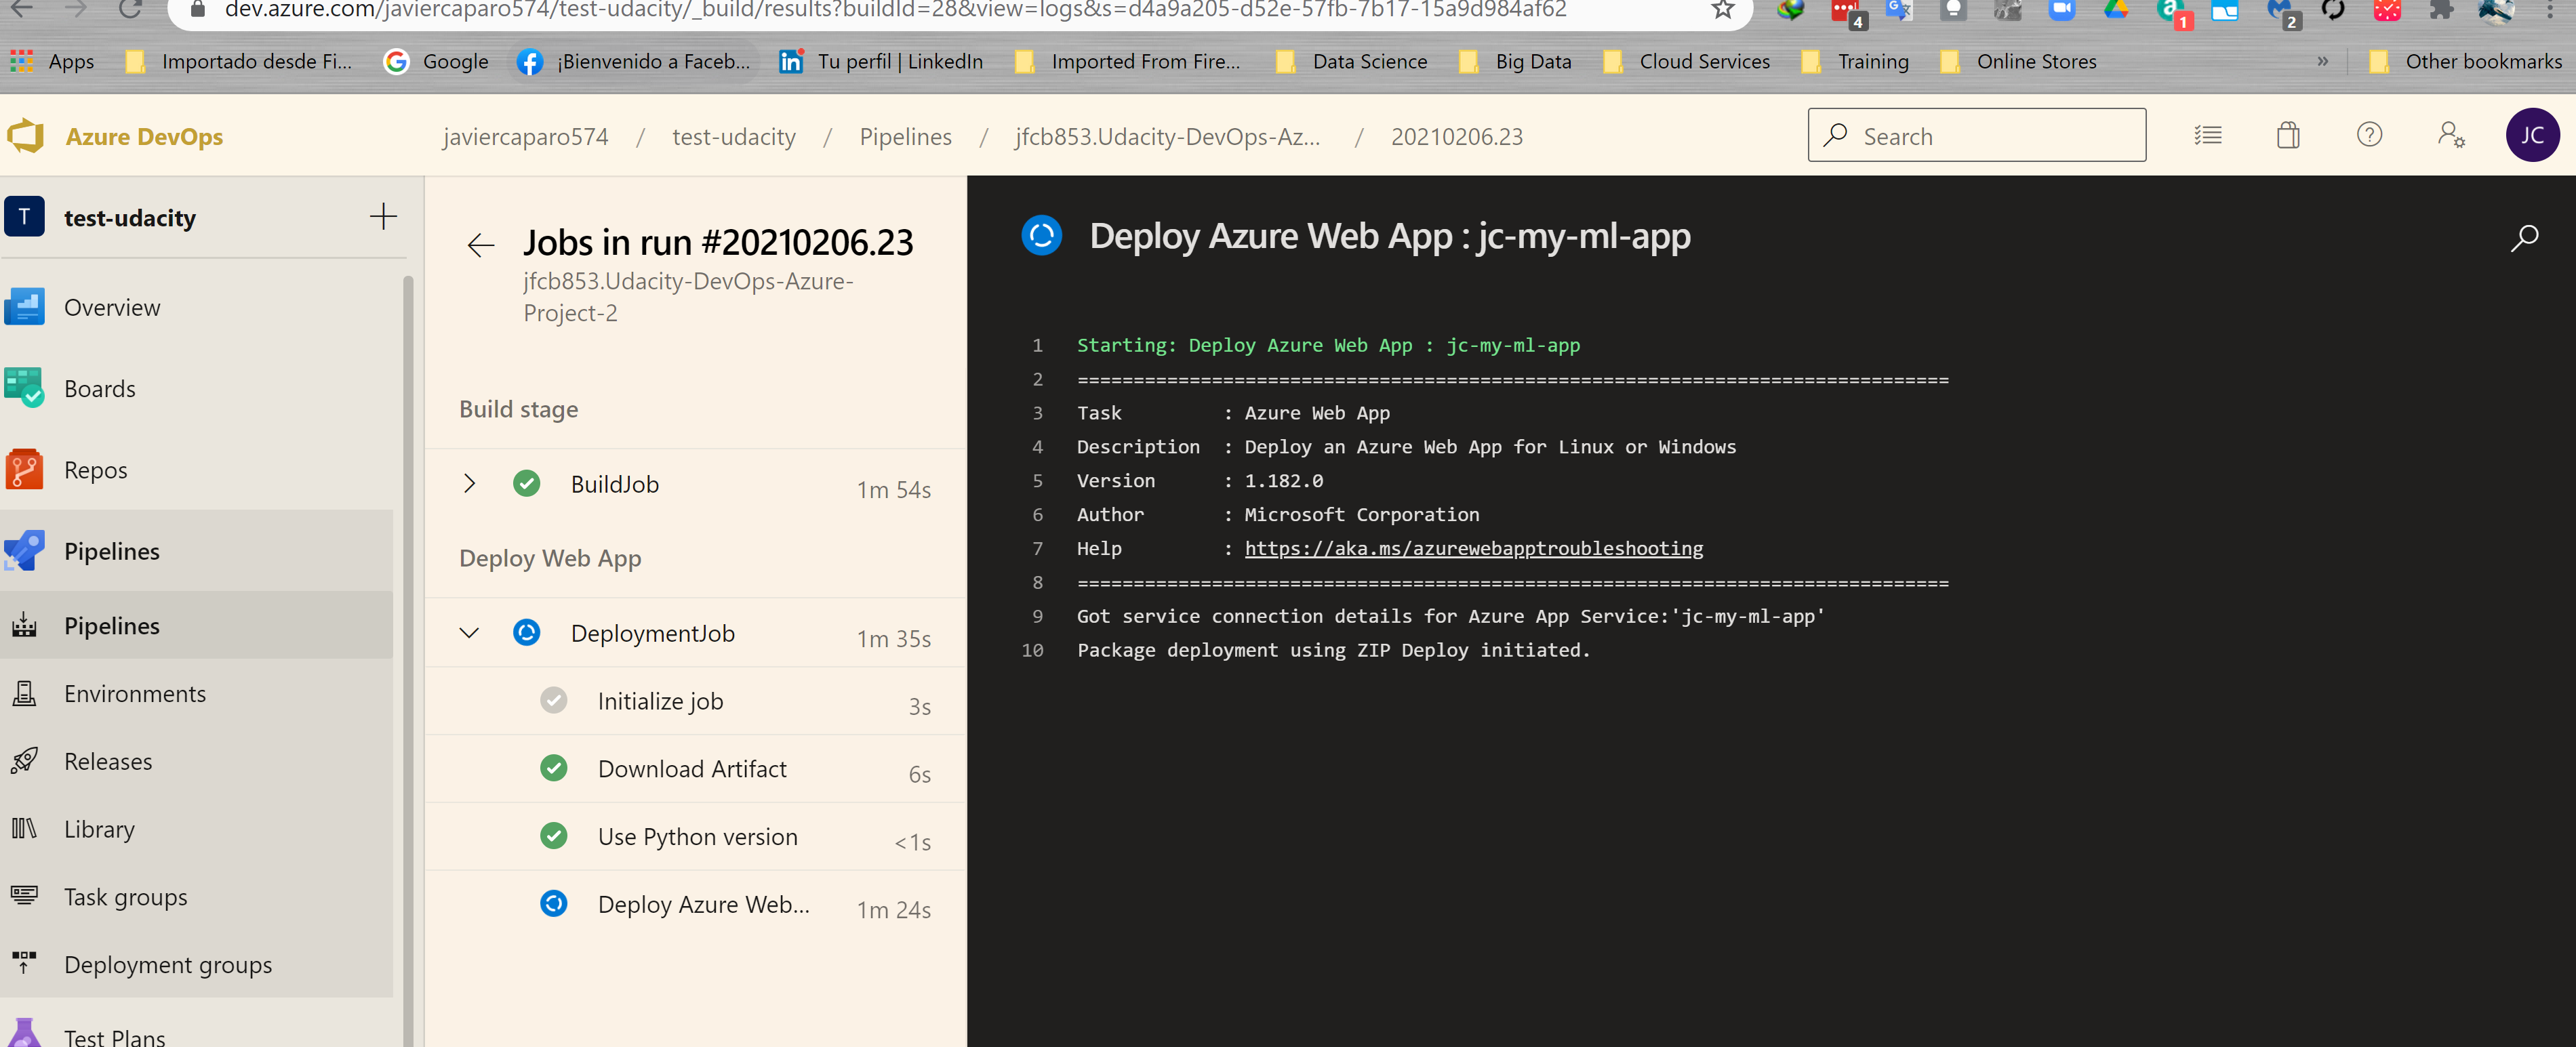 dev.azure.com/javiercaparo574/test-udacity/_build/results?buildId=28&view=logs&s=d4a9a205-d52e-57fb-7b17-15a9d984af62
4
1
2
Apps
Importado desde Fi...
Google
¡Bienvenido a Faceb...
Tu perfil | LinkedIn
Imported From Fire...
Data Science
Big Data
Cloud Services
Training
Online Stores
»
Other bookmarks
Azure DevOps
javiercaparo574 / test-udacity / Pipelines / jfcb853.Udacity-DevOps-Az... / 20210206.23
Search
JC
T
test-udacity
Overview
Boards
Repos
Pipelines
Pipelines
Environments
Releases
Library
Task groups
Deployment groups
Test Plans
Jobs in run #20210206.23
jfcb853.Udacity-DevOps-Azure-
Project-2
Build stage
BuildJob 1m 54s
Deploy Web App
DeploymentJob 1m 35s
Initialize job 3s
Download Artifact 6s
Use Python version <1s
Deploy Azure Web... 1m 24s
Deploy Azure Web App : jc-my-ml-app
1 Starting: Deploy Azure Web App : jc-my-ml-app
2 ==============================================================================
3 Task : Azure Web App
4 Description : Deploy an Azure Web App for Linux or Windows
5 Version : 1.182.0
6 Author : Microsoft Corporation
7 Help : https://aka.ms/azurewebapptroubleshooting
8 ==============================================================================
9 Got service connection details for Azure App Service:'jc-my-ml-app'
10 Package deployment using ZIP Deploy initiated.